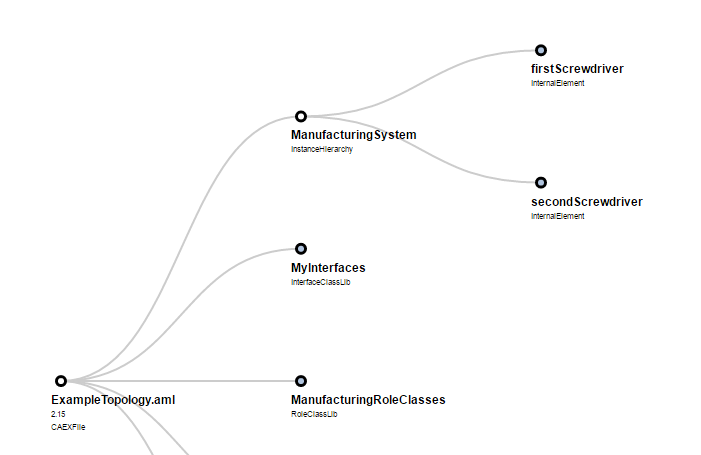 firstScrewdriver
InternalElement
ManufacturingSystem
InstanceHierarchy
secondScrewdriver
InternalElement
MyInterfaces
InterfaceClassLib
ExampleTopology.aml
2.15
CAEXFile
ManufacturingRoleClasses
RoleClassLib